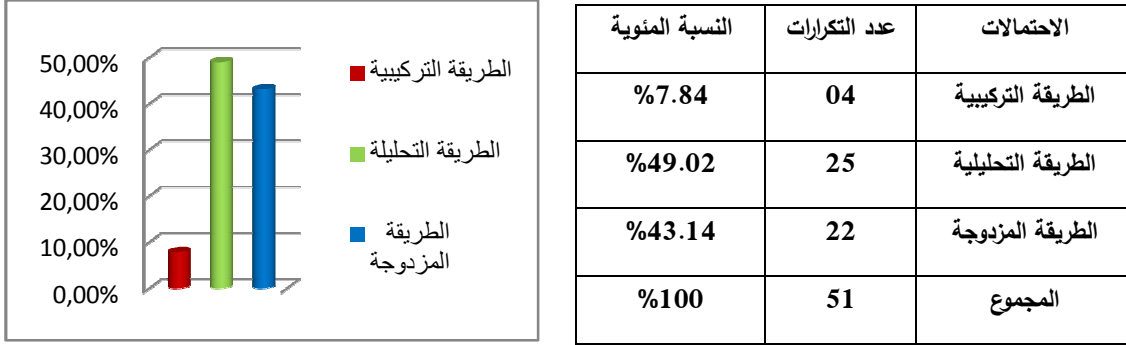 50,00%
40,00%
30,00%
20,00%
10,00%
0,00%
الطريقة التركيبية
الطريقة التحليلة
الطريقة
المزدوجة
الاحتمالات عدد التكرارات النسبة المئوية
الطريقة التركيبية 04 %7.84
الطريقة التحليلية 25 %49.02
الطريقة المزدوجة 22 %43.14
المجموع 51 %100